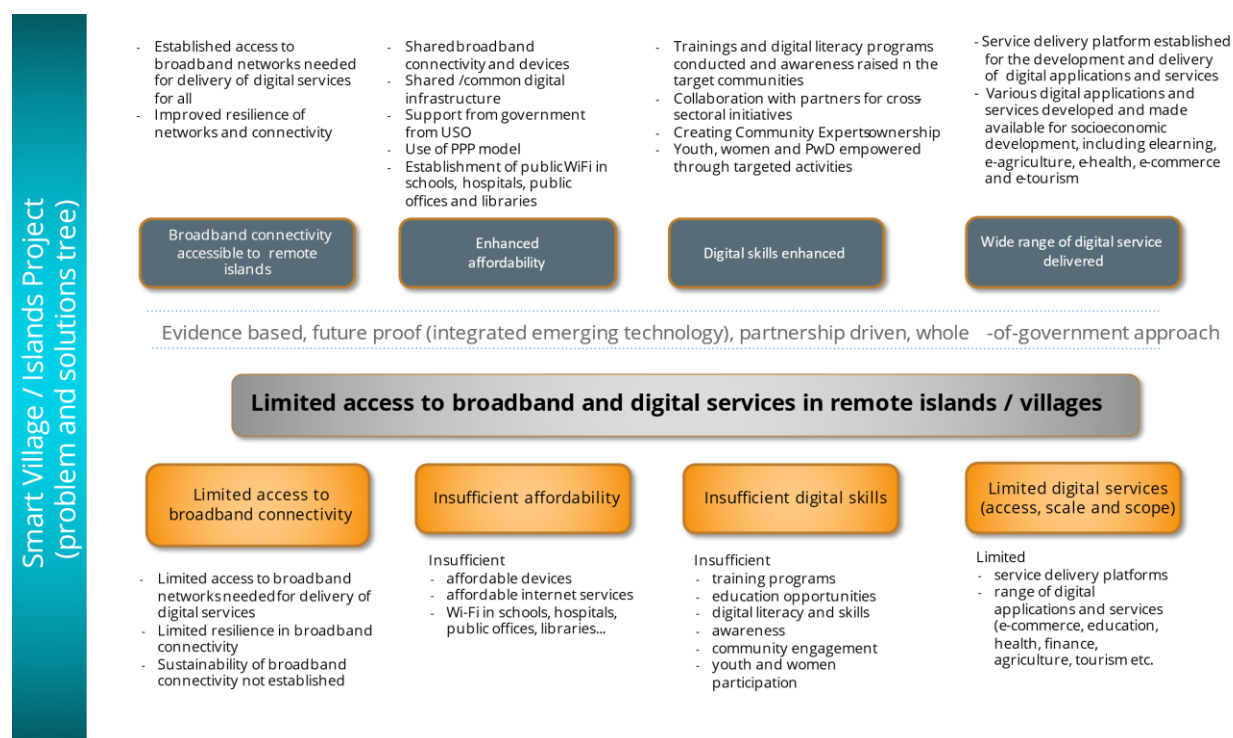 Smart Village / Islands Project
(problem and solutions tree)
- Established access to
broadband networks needed
for delivery of digital services
for all
- Improved resilience of
networks and connectivity
- Sharedbroadband
connectivity and devices
- Shared /common digital
infrastructure
- Support from government
from USO
- Use of PPP model
- Establishment of publicWiFi in
schools, hospitals, public
offices and libraries
- Trainings and digital literacy programs
conducted and awareness raised n the
target communities
- Collaboration with partners for cross-
sectoral initiatives
- Creating Community Expertsownership
- Youth, women and PwD empowered
through targeted activities
- Service delivery platform established
for the development and delivery
of digital applications and services
- Various digital applications and
services developed and made
available for socioeconomic
development, including elearning,
e-agriculture, e-health, e-commerce
and e-tourism
Broadband connectivity
accessible to remote
islands
Enhanced
affordability
Digital skills enhanced
Wide range of digital service
delivered
Evidence based, future proof (integrated emerging technology), partnership driven, whole -of-government approach
Limited access to broadband and digital services in remote islands / villages
Limited access to
broadband connectivity
Insufficient affordability
Insufficient digital skills
Limited digital services
(access, scale and scope)
- Limited access to broadband
networksneededfor delivery of
digital services
- Limited resilience in broadband
connectivity
- Sustainability of broadband
connectivity not established
Insufficient
- affordable devices
- affordable internet services
- Wi-Fi in schools, hospitals,
public offices, libraries...
Insufficient
- training programs
- education opportunities
- digital literacy and skills
- awareness
- community engagement
- youth and women
participation
Limited
- service delivery platforms
- range of digital
applications and services
(e-commerce, education,
health, finance,
agriculture, tourism etc.